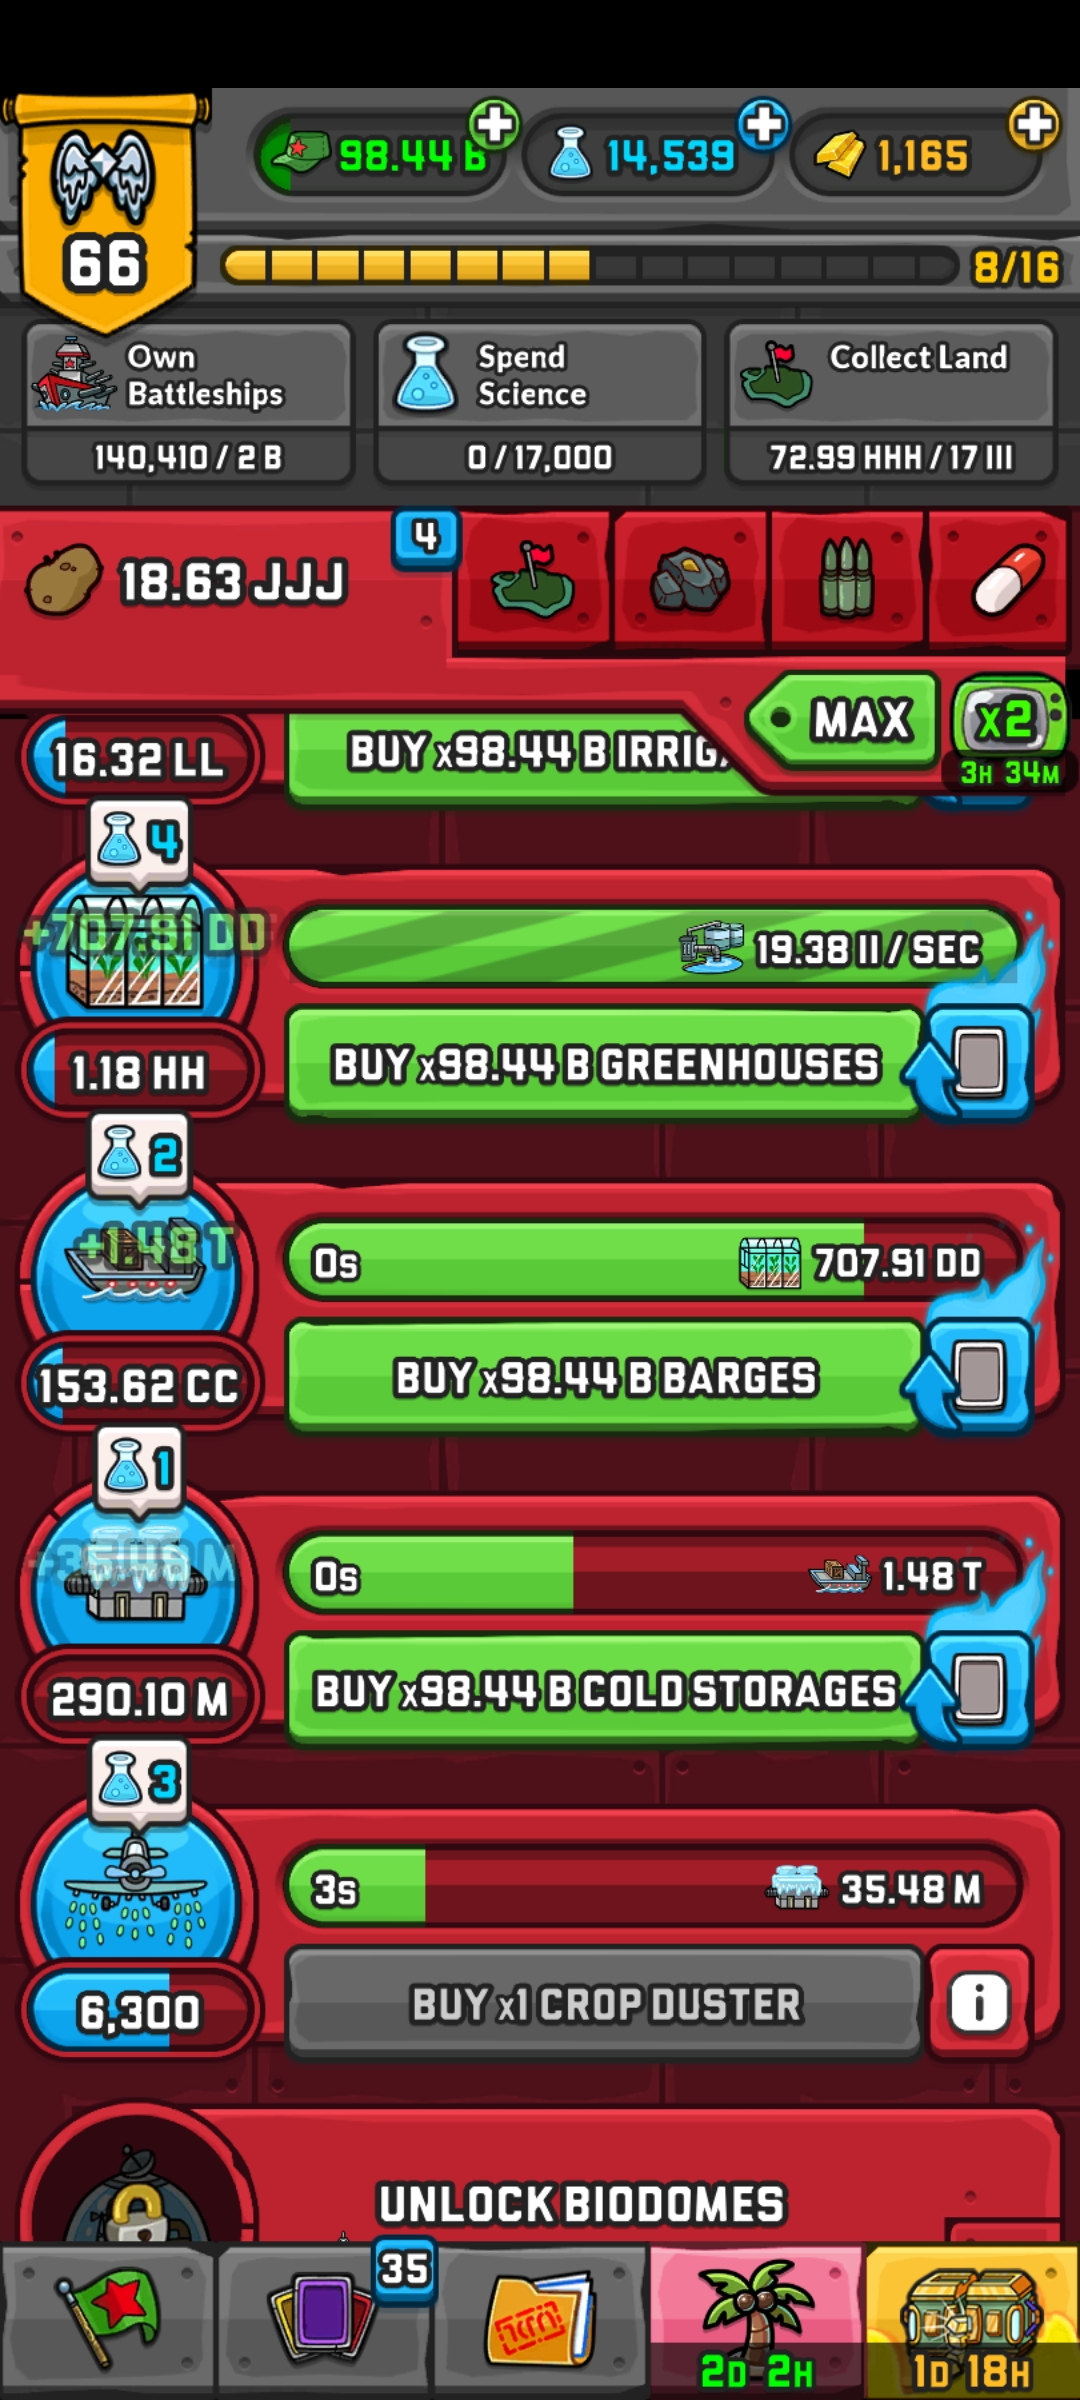 98.44 B
14,539
1,165
66
8/16
Own
Battleships
140,410 / 2 B
Spend
Science
0 / 17,000
Collect Land
72.99 HHH / 17 III
18.63 JJJ
4
MAX
x2
3H 34M
16.32 LL
BUY x98.44 B IRRIG
4
+707.91 DD
19.38 II / SEC
1.18 HH
BUY x98.44 B GREENHOUSES
2
+1.48 T
0s
707.91 DD
153.62 CC
BUY x98.44 B BARGES
1
0s
1.48 T
290.10 M
BUY x98.44 B COLD STORAGES
3
3s
35.48 M
6,300
BUY x1 CROP DUSTER
i
UNLOCK BIODOMES
35
2D 2H
1D 18H